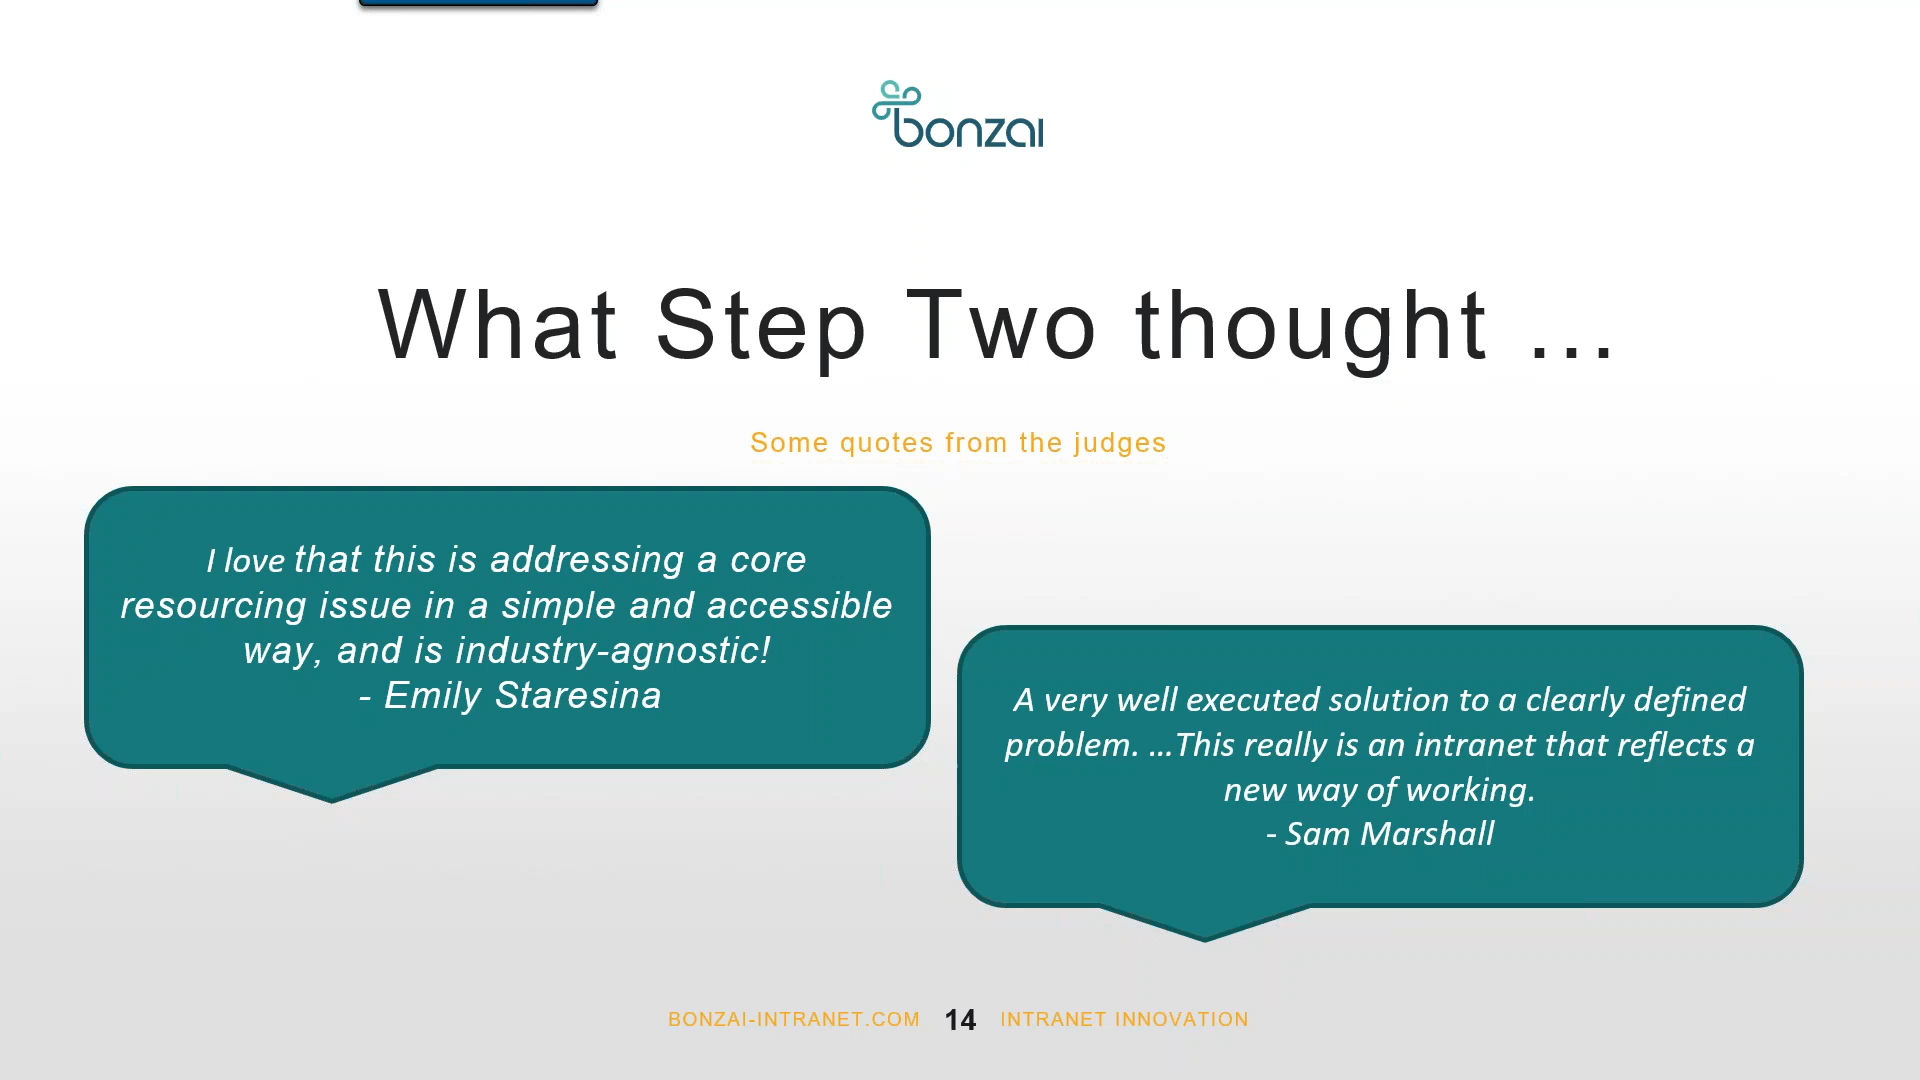 bonzai
What Step Two thought ...
Some quotes from the judges
I love that this is addressing a core
resourcing issue in a simple and accessible
way, and is industry-agnostic!
- Emily Staresina
A very well executed solution to a clearly defined
problem. ...This really is an intranet that reflects a
new way of working.
- Sam Marshall
BONZAI-INTRANET.COM 14 INTRANET INNOVATION